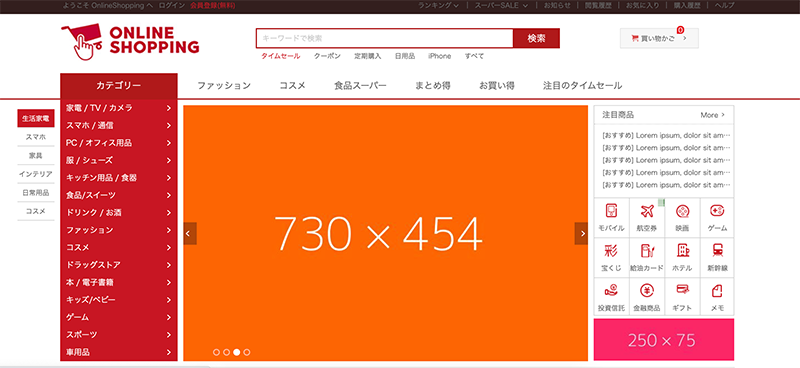 ようこそ OnlineShopping へ ログイン 会員登録(無料)
ランキング スーパーSALE お知らせ 閲覧履歴 お気に入り 購入履歴 ヘルプ
ONLINE
SHOPPING
キーワードで検索 検索
買い物かご 0
タイムセール クーポン 定期購入 日用品 iPhone すべて
カテゴリー ファッション コスメ 食品スーパー まとめ得 お買い得 注目のタイムセール
生活家電
スマホ
家具
インテリア
日常用品
コスメ
家電 / TV / カメラ
スマホ / 通信
PC / オフィス用品
服 / シューズ
キッチン用品 / 食器
食品/スイーツ
ドリンク / お酒
ファッション
コスメ
ドラッグストア
本 / 電子書籍
キッズ/ベビー
ゲーム
スポーツ
車用品
730 × 454
注目商品 More
[おすすめ] Lorem ipsum, dolor sit am…
[おすすめ] Lorem ipsum, dolor sit am…
[おすすめ] Lorem ipsum, dolor sit am…
[おすすめ] Lorem ipsum, dolor sit am…
[おすすめ] Lorem ipsum, dolor sit am…
モバイル 航空券 映画 ゲーム
彩
宝くじ 給油カード ホテル 新幹線
投資信託 金融商品 ギフト メモ
250 × 75